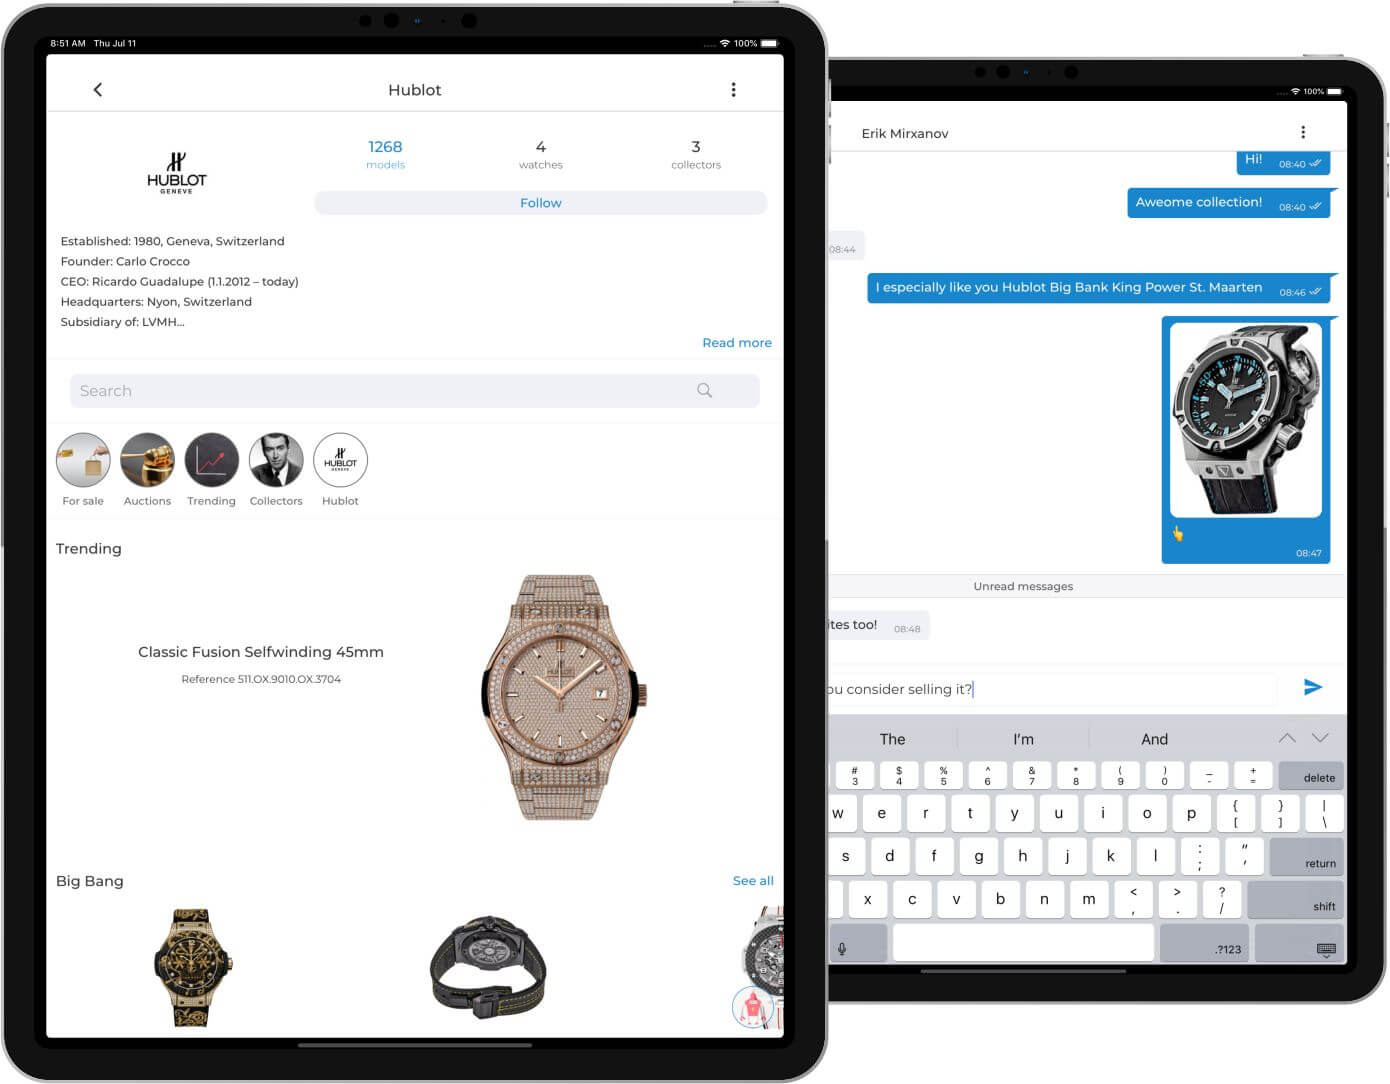 8:51 AM Thu Jul 11
100%
Hublot
1268
models
4
watches
3
collectors
HUBLOT
GENEVE
Follow
Established: 1980, Geneva, Switzerland
Founder: Carlo Crocco
CEO: Ricardo Guadalupe (1.1.2012 – today)
Headquarters: Nyon, Switzerland
Subsidiary of: LVMH...
Read more
Search
HUBLOT
GENEVE
For sale
Auctions
Trending
Collectors
Hublot
Trending
Classic Fusion Selfwinding 45mm
Reference 511.OX.9010.OX.3704
HUBLOT
7
Big Bang
See all
100%
Erik Mirxanov
Hi! 08:40
Aweome collection! 08:40
08:44
I especially like you Hublot Big Bank King Power St. Maarten 08:46
👆
08:47
Unread messages
ites too! 08:48
ou consider selling it?
The I'm And
# $ % ^ & * ( ) _ +
3 4 5 6 7 8 9 0 - = delete
w e r t y u i o p { } |
[ ] \
s d f g h j k l : "
; ' return
x c v b n m < > ?
, . / shift
.?123